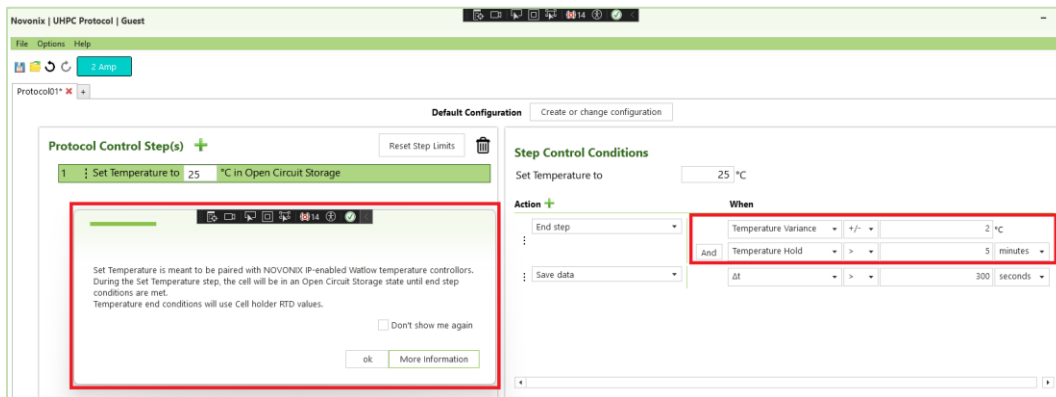 Novonix | UHPC Protocol | Guest
14
File Options Help
2 Amp
Protocol01*
Default Configuration Create or change configuration
Protocol Control Step(s) Reset Step Limits
1 Set Temperature to 25 °C in Open Circuit Storage
14
Set Temperature is meant to be paired with NOVONIX IP-enabled Watlow temperature controllors.
During the Set Temperature step, the cell will be in an Open Circuit Storage state until end step
conditions are met.
Temperature end conditions will use Cell holder RTD values.
Don't show me again
ok More Information
Step Control Conditions
Set Temperature to 25 °C
Action When
End step Temperature Variance +/- 2 °C
And Temperature Hold > 5 minutes
Save data Δt > 300 seconds